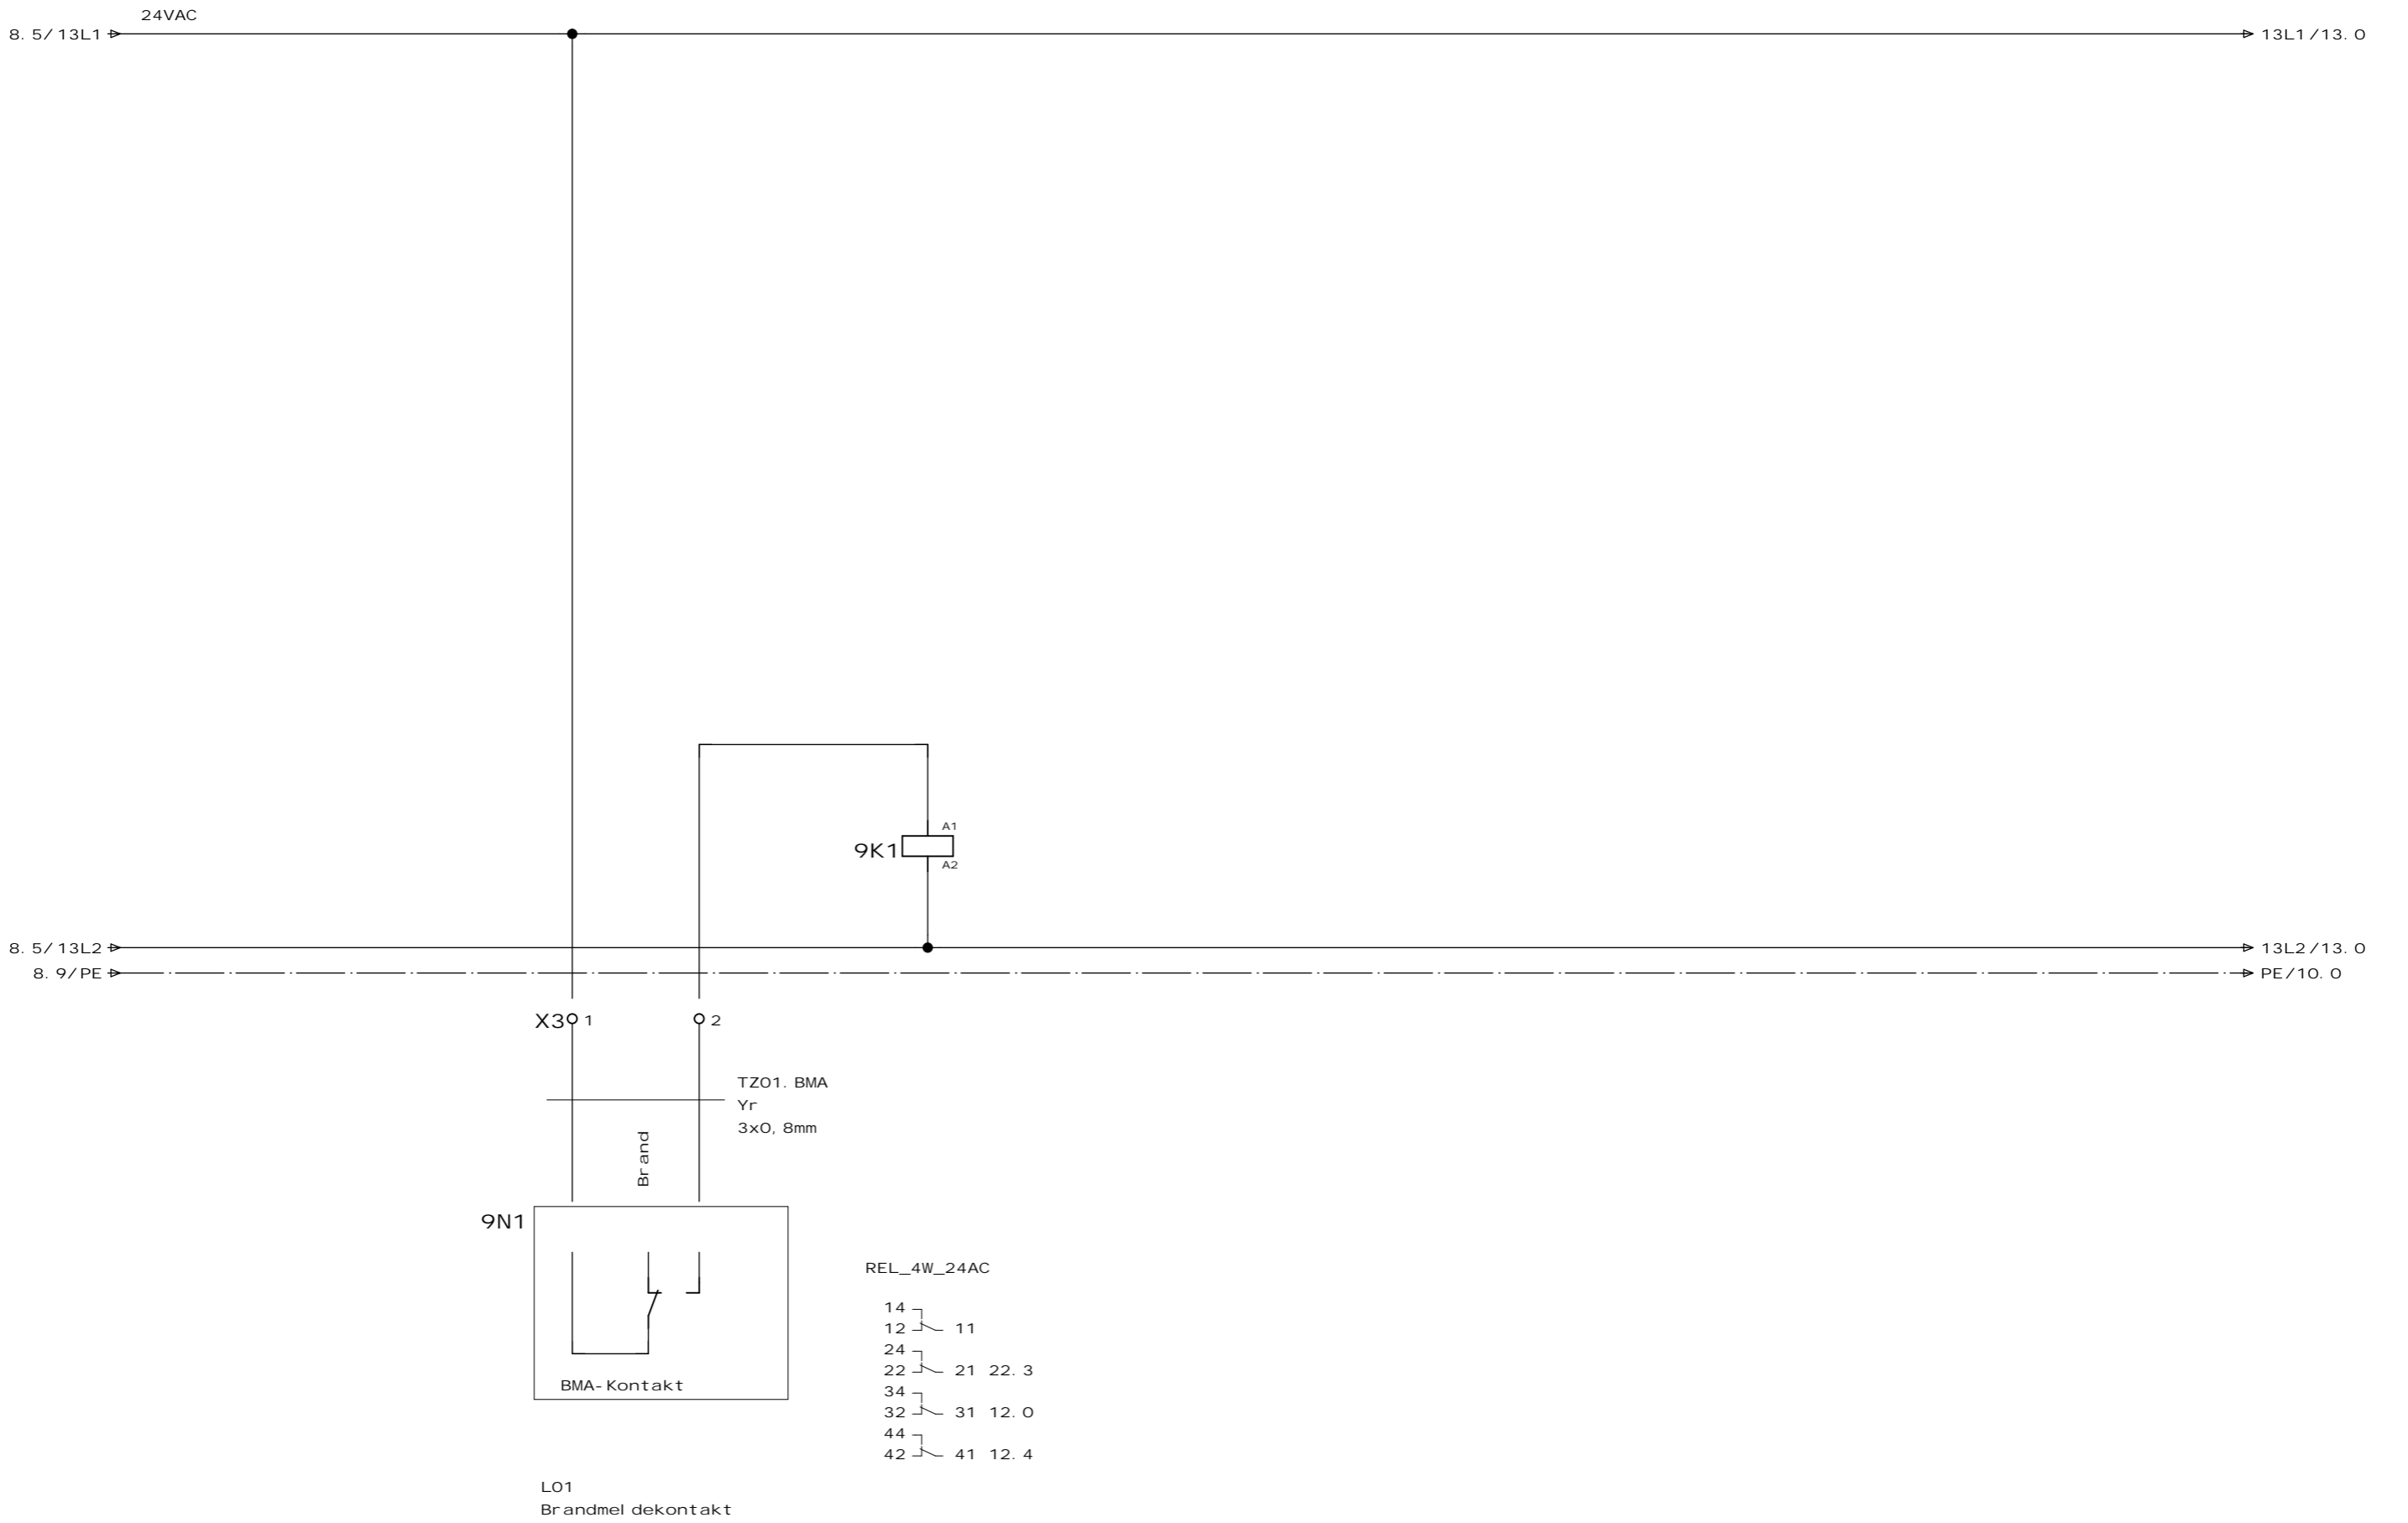 24VAC
8.5/13L1
13L1/13.0
A1
9K1
A2
8.5/13L2
13L2/13.0
8.9/PE
PE/10.0
X3 1 2
TZ01.BMA
Yr
3x0,8mm
Brand
9N1
BMA-Kontakt
REL_4W_24AC
14
12 11
24
22 21 22.3
34
32 31 12.0
44
42 41 12.4
L01
Brandmeldekontakt